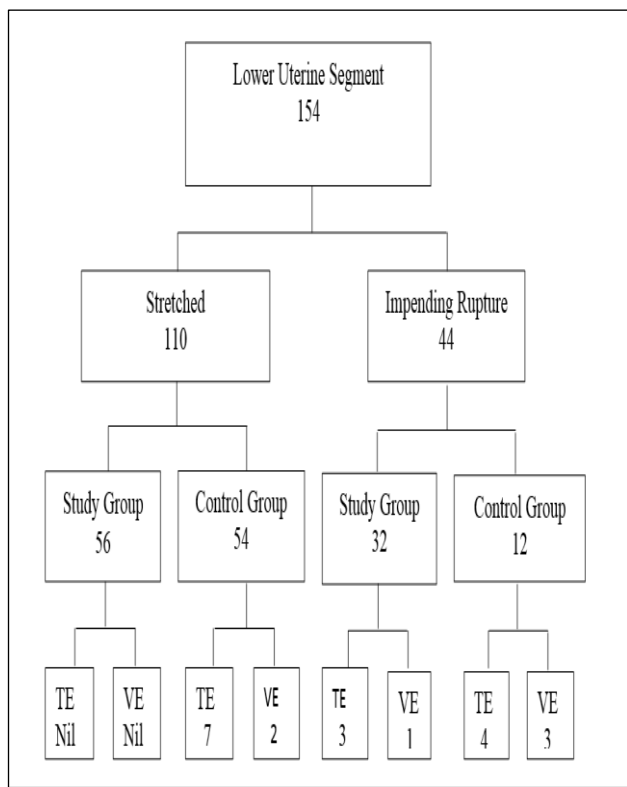 Lower Uterine Segment
154
Stretched
110
Impending Rupture
44
Study Group
56
Control Group
54
Study Group
32
Control Group
12
TE
Nil
VE
Nil
TE
7
VE
2
TE
3
VE
1
TE
4
VE
3